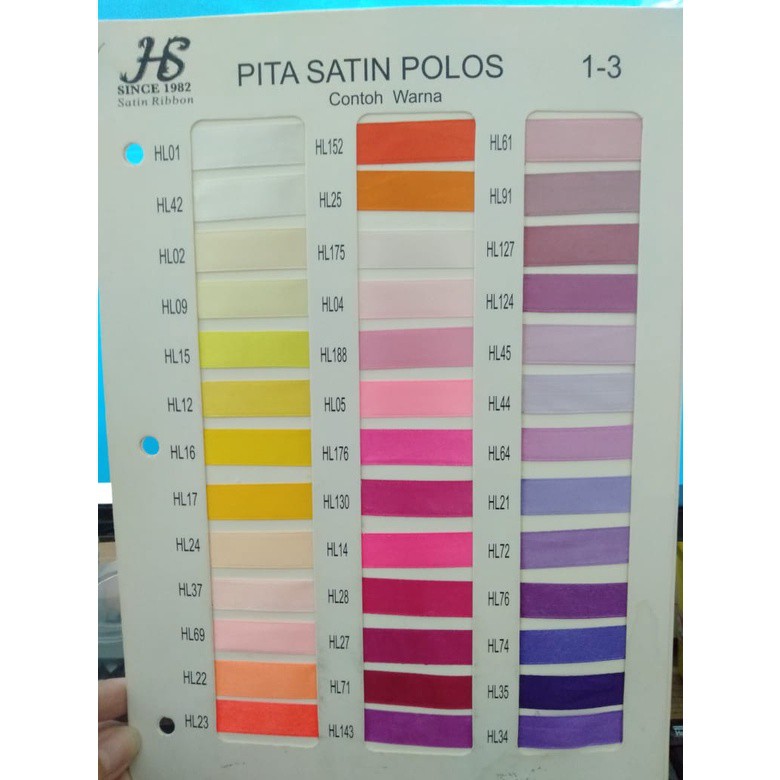 HS
SINCE 1982
Satin Ribbon
PITA SATIN POLOS
1-3
Contoh Warna
HL01
HL42
HL02
HL09
HL15
HL12
HL16
HL17
HL24
HL37
HL69
HL22
HL23
HL152
HL25
HL175
HL04
HL188
HL05
HL176
HL130
HL14
HL28
HL27
HL71
HL143
HL61
HL91
HL127
HL124
HL45
HL44
HL64
HL21
HL72
HL76
HL74
HL35
HL34